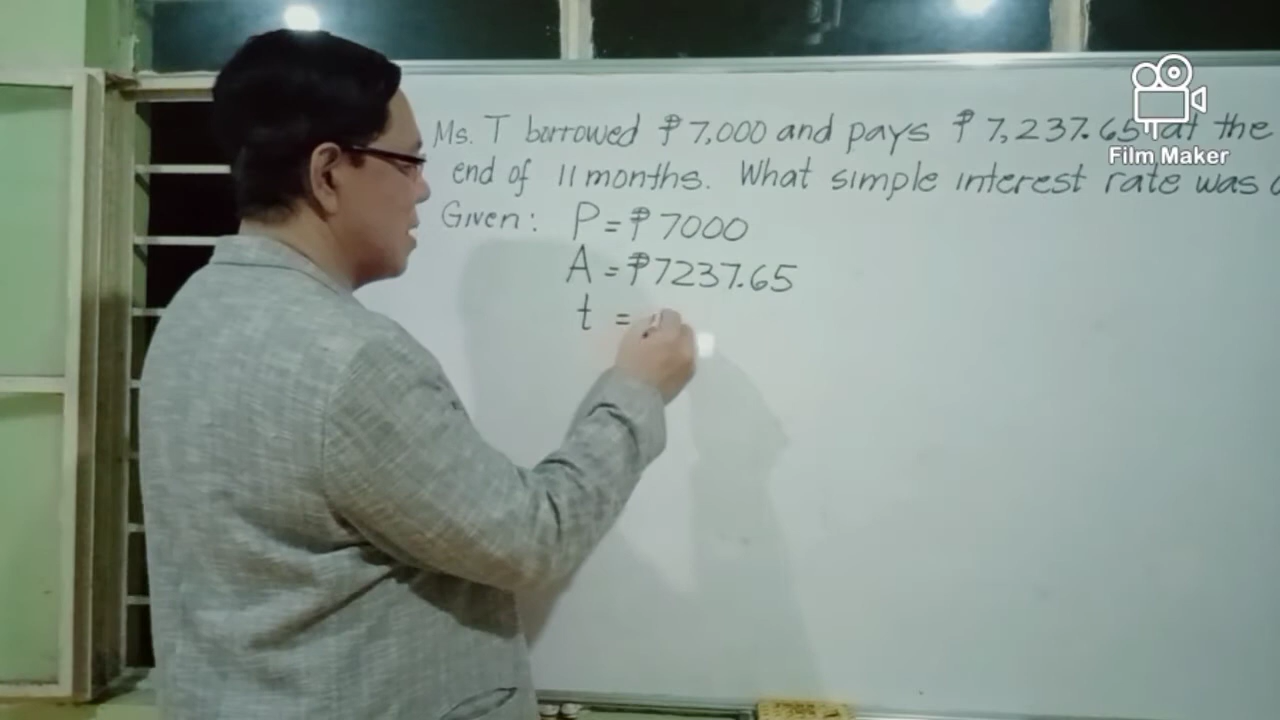 Ms. T borrowed ₱7,000 and pays ₱7,237.65 at the
end of 11 months. What simple interest rate was
Given: P = ₱7000
A = ₱7237.65
t =
Film Maker